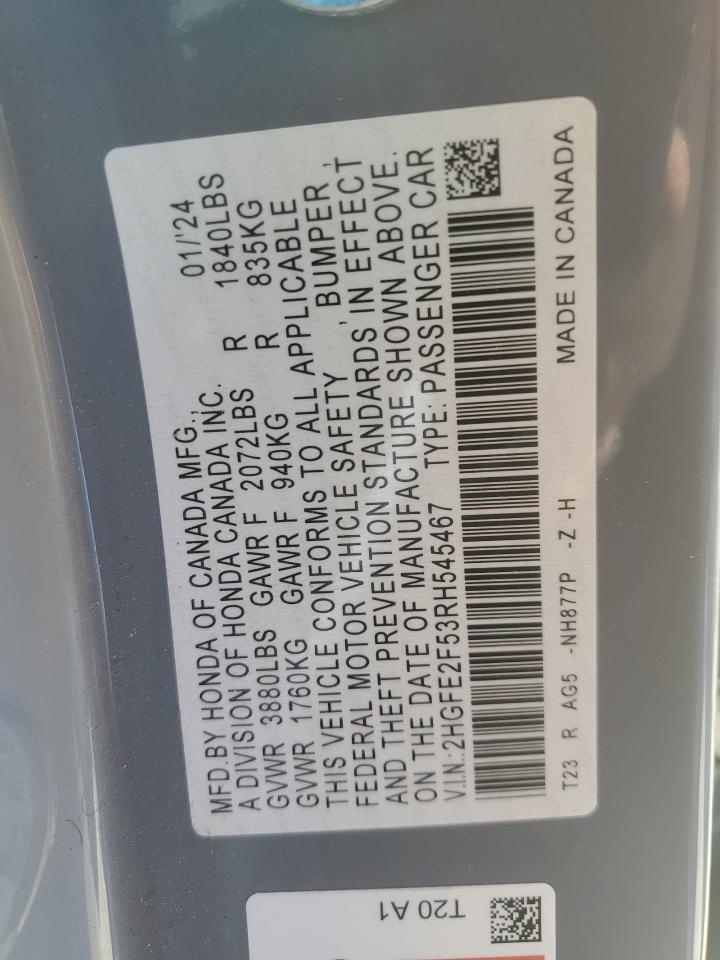 MFD.BY HONDA OF CANADA MFG., 01/'24
A DIVISION OF HONDA CANADA INC.
GVWR 3880LBS GAWR F 2072LBS R 1840LBS
GVWR 1760KG GAWR F 940KG R 835KG
THIS VEHICLE CONFORMS TO ALL APPLICABLE
FEDERAL MOTOR VEHICLE SAFETY, BUMPER,
AND THEFT PREVENTION STANDARDS IN EFFECT
ON THE DATE OF MANUFACTURE SHOWN ABOVE.
V.I.N.:2HGFE2F53RH545467 TYPE:PASSENGER CAR
T23 R AG5 -NH877P -Z -H MADE IN CANADA
T20 A1